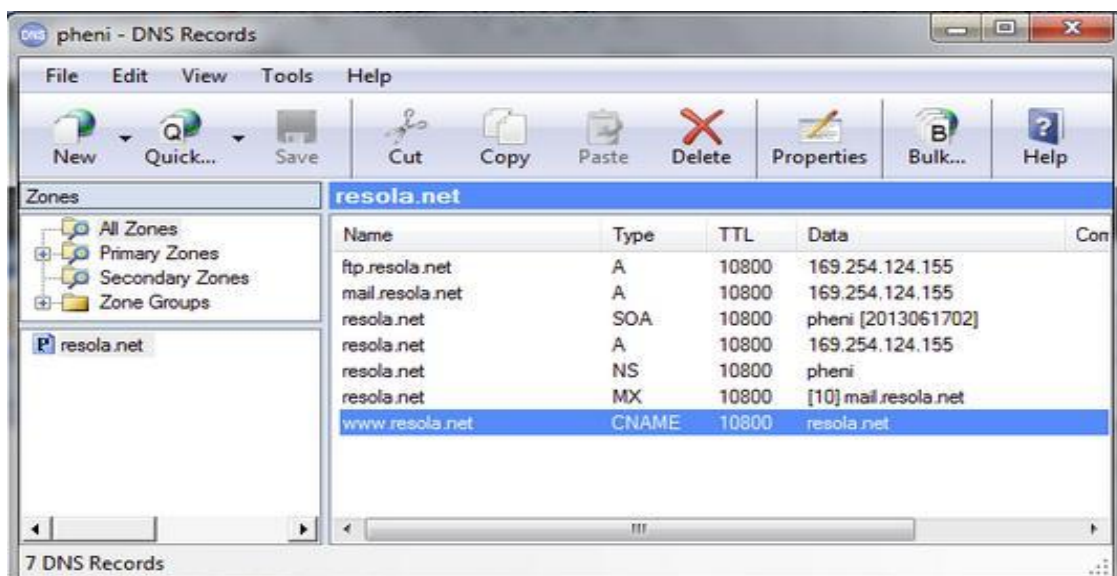 DNS pheni - DNS Records
File Edit View Tools Help
New Quick... Save Cut Copy Paste Delete Properties Bulk... Help
Zones
All Zones
Primary Zones
Secondary Zones
Zone Groups
P resola.net
resola.net
Name Type TTL Data Com
ftp.resola.net A 10800 169.254.124.155
mail.resola.net A 10800 169.254.124.155
resola.net SOA 10800 pheni [2013061702]
resola.net A 10800 169.254.124.155
resola.net NS 10800 pheni
resola.net MX 10800 [10] mail.resola.net
www.resola.net CNAME 10800 resola.net
7 DNS Records